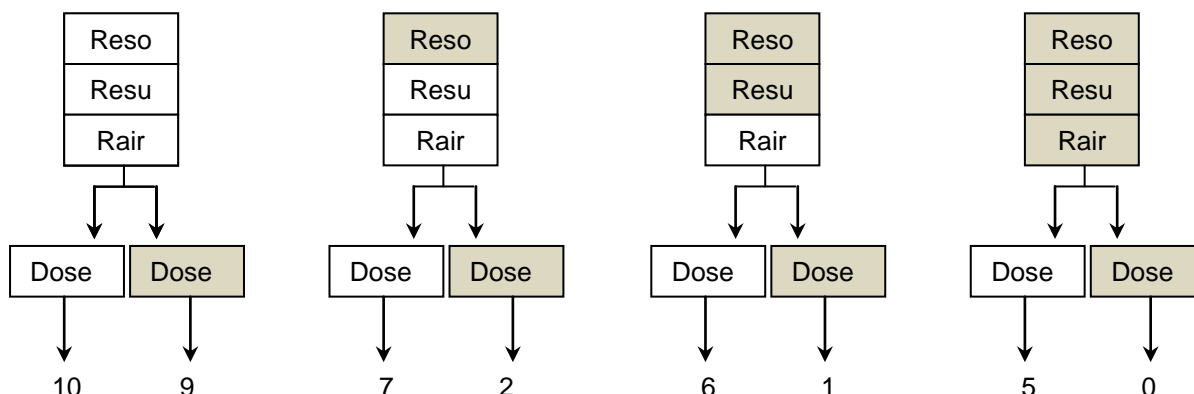 Reso Reso Reso Reso
Resu Resu Resu Resu
Rair Rair Rair Rair
Dose Dose Dose Dose Dose Dose Dose Dose
10 9 7 2 6 1 5 0